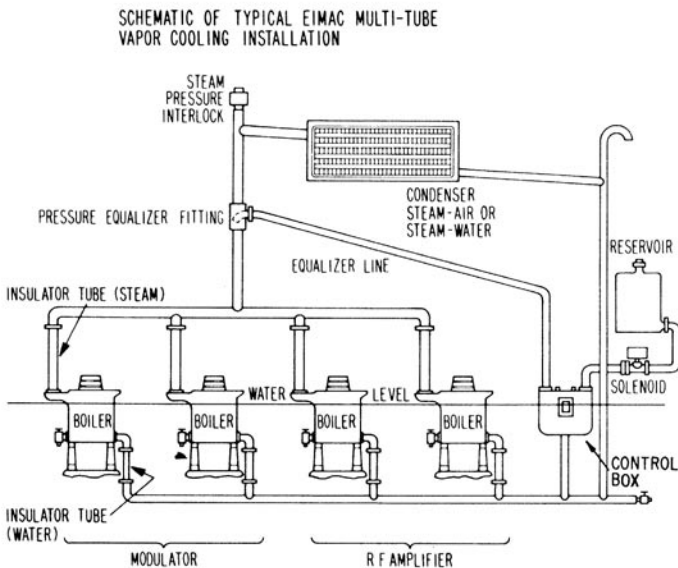 SCHEMATIC OF TYPICAL EIMAC MULTI-TUBE
VAPOR COOLING INSTALLATION
STEAM
PRESSURE
INTERLOCK
CONDENSER
STEAM-AIR OR
STEAM-WATER
PRESSURE EQUALIZER FITTING
EQUALIZER LINE
RESERVOIR
INSULATOR TUBE (STEAM)
SOLENOID
WATER LEVEL
BOILER
BOILER
BOILER
BOILER
CONTROL
BOX
INSULATOR TUBE
(WATER)
MODULATOR
RF AMPLIFIER